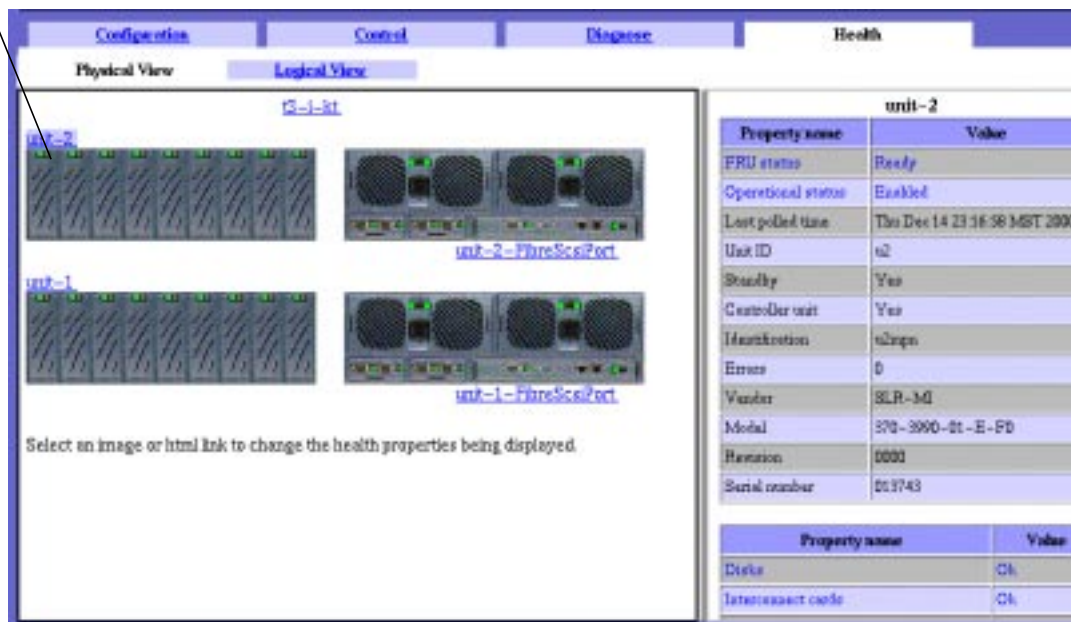 Configuration Control Diagnose Health
Physical View Logical View
t3-i-kt
unit-2
unit-2-FibreScsiPort
unit-1
unit-1-FibreScsiPort
Select an image or html link to change the health properties being displayed.
unit-2
Property name Value
FRU status Ready
Operational status Enabled
Last polled time Thu Dec 14 23:16:58 MST 2000
Unit ID u2
Standby Yes
Controller unit Yes
Identification u2mpn
Errors 0
Vendor SLR-MI
Model 370-3990-01-E-F0
Revision 0000
Serial number 013743
Property name Value
Disks Ok
Interconnect cards Ok